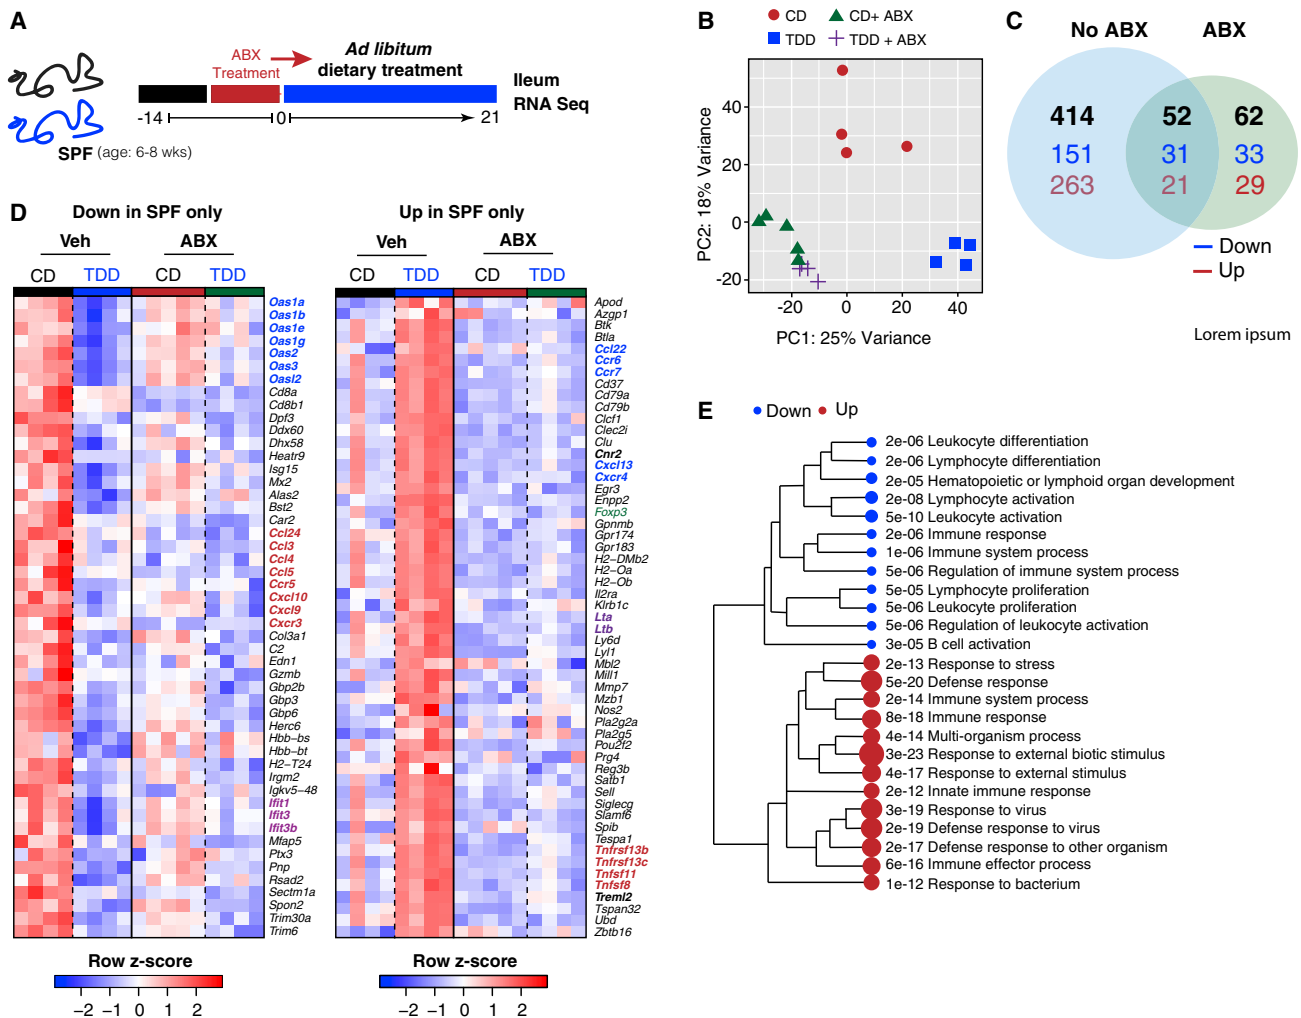 A
ABX
Treatment
Ad libitum
dietary treatment
Ileum
RNA Seq
-14
0
21
SPF (age: 6-8 wks)
B
CD
CD+ ABX
TDD
TDD + ABX
PC2: 18% Variance
40
20
0
-20
-20
0
20
40
PC1: 25% Variance
C
No ABX
ABX
414
52
62
151
31
33
263
21
29
Down
Up
Lorem ipsum
D
Down in SPF only
Veh
ABX
CD
TDD
CD
TDD
Oas1a
Oas1b
Oas1e
Oas1g
Oas2
Oas3
Oasl2
Cd8a
Cd8b1
Dpf3
Ddx60
Dhx58
Heatr9
Isg15
Mx2
Alas2
Bst2
Car2
Ccl24
Ccl3
Ccl4
Ccl5
Ccr5
Cxcl10
Cxcl9
Cxcr3
Col3a1
C2
Edn1
Gzmb
Gbp2b
Gbp3
Gbp6
Herc6
Hbb−bs
Hbb−bt
H2−T24
Irgm2
Igkv5−48
Ifit1
Ifit3
Ifit3b
Mfap5
Ptx3
Pnp
Rsad2
Sectm1a
Spon2
Trim30a
Trim6
Row z-score
−2 −1 0 1 2
Up in SPF only
Veh
ABX
CD
TDD
CD
TDD
Apod
Azgp1
Btk
Btla
Ccl22
Ccr6
Ccr7
Cd37
Cd79a
Cd79b
Clcf1
Clec2i
Clu
Cnr2
Cxcl13
Cxcr4
Egr3
Enpp2
Foxp3
Gpnmb
Gpr174
Gpr183
H2−DMb2
H2−Oa
H2−Ob
Il2ra
Klrb1c
Lta
Ltb
Ly6d
Lyl1
Mbl2
Mill1
Mmp7
Mzb1
Nos2
Pla2g2a
Pla2g5
Pou2f2
Prg4
Reg3b
Satb1
Sell
Siglecg
Slamf6
Spib
Tespa1
Tnfrsf13b
Tnfrsf13c
Tnfsf11
Tnfsf8
Treml2
Tspan32
Ubd
Zbtb16
Row z-score
−2 −1 0 1 2
E
Down
Up
2e-06 Leukocyte differentiation
2e-06 Lymphocyte differentiation
2e-05 Hematopoietic or lymphoid organ development
2e-08 Lymphocyte activation
5e-10 Leukocyte activation
2e-06 Immune response
1e-06 Immune system process
5e-06 Regulation of immune system process
5e-05 Lymphocyte proliferation
5e-06 Leukocyte proliferation
5e-06 Regulation of leukocyte activation
3e-05 B cell activation
2e-13 Response to stress
5e-20 Defense response
2e-14 Immune system process
8e-18 Immune response
4e-14 Multi-organism process
3e-23 Response to external biotic stimulus
4e-17 Response to external stimulus
2e-12 Innate immune response
3e-19 Response to virus
2e-19 Defense response to virus
2e-17 Defense response to other organism
6e-16 Immune effector process
1e-12 Response to bacterium